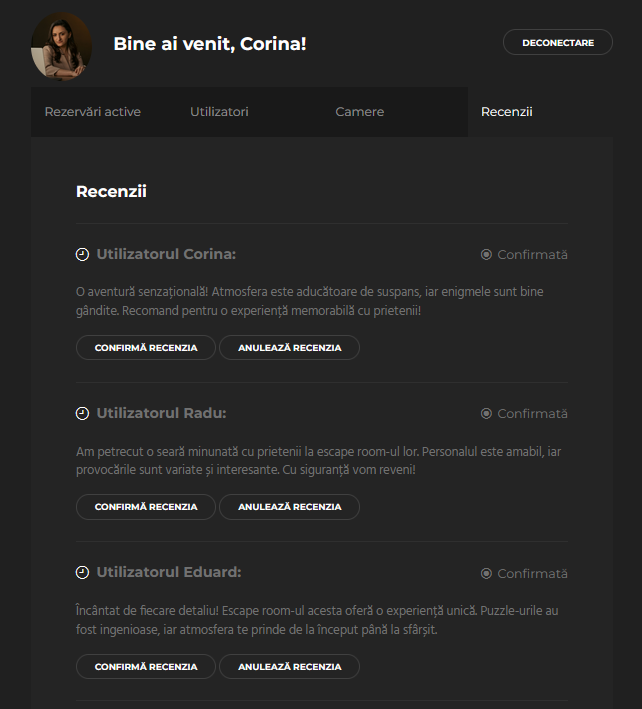 Bine ai venit, Corina!
DECONECTARE
Rezervări active
Utilizatori
Camere
Recenzii
Recenzii
Utilizatorul Corina:
Confirmată
O aventură senzațională! Atmosfera este aducătoare de suspans, iar enigmele sunt bine
gândite. Recomand pentru o experiență memorabilă cu prietenii!
CONFIRMĂ RECENZIA
ANULEAZĂ RECENZIA
Utilizatorul Radu:
Confirmată
Am petrecut o seară minunată cu prietenii la escape room-ul lor. Personalul este amabil, iar
provocările sunt variate și interesante. Cu siguranță vom reveni!
CONFIRMĂ RECENZIA
ANULEAZĂ RECENZIA
Utilizatorul Eduard:
Confirmată
Încântat de fiecare detaliu! Escape room-ul acesta oferă o experiență unică. Puzzle-urile au
fost ingenioase, iar atmosfera te prinde de la început până la sfârșit.
CONFIRMĂ RECENZIA
ANULEAZĂ RECENZIA